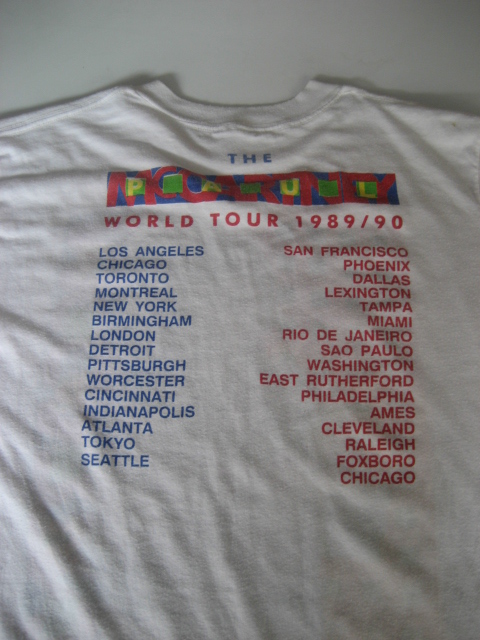 THE
PAUL McCARTNEY
WORLD TOUR 1989/90
LOS ANGELES
CHICAGO
TORONTO
MONTREAL
NEW YORK
BIRMINGHAM
LONDON
DETROIT
PITTSBURGH
WORCESTER
CINCINNATI
INDIANAPOLIS
ATLANTA
TOKYO
SEATTLE
SAN FRANCISCO
PHOENIX
DALLAS
LEXINGTON
TAMPA
MIAMI
RIO DE JANEIRO
SAO PAULO
WASHINGTON
EAST RUTHERFORD
PHILADELPHIA
AMES
CLEVELAND
RALEIGH
FOXBORO
CHICAGO